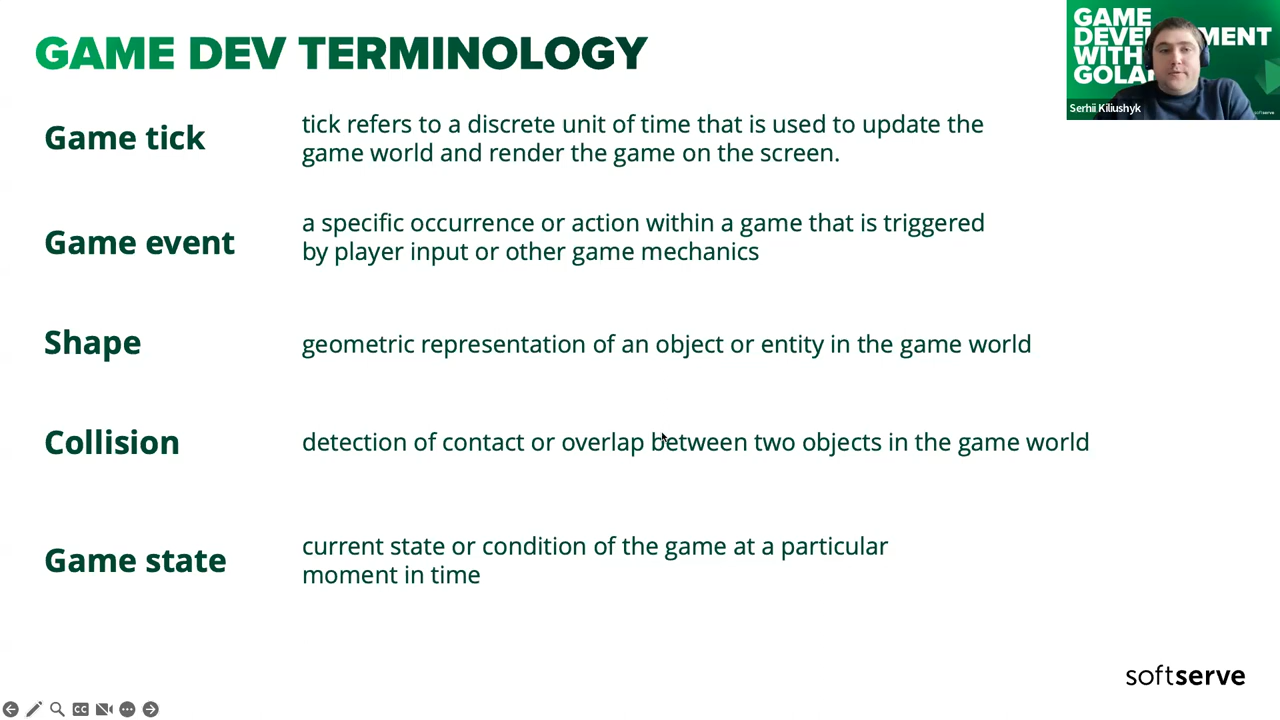 GAME DEV TERMINOLOGY
Game tick
tick refers to a discrete unit of time that is used to update the
game world and render the game on the screen.
Game event
a specific occurrence or action within a game that is triggered
by player input or other game mechanics
Shape
geometric representation of an object or entity in the game world
Collision
detection of contact or overlap between two objects in the game world
Game state
current state or condition of the game at a particular
moment in time
softserve
GAME
WITH
Serhii Kiliushyk
softserve
CC